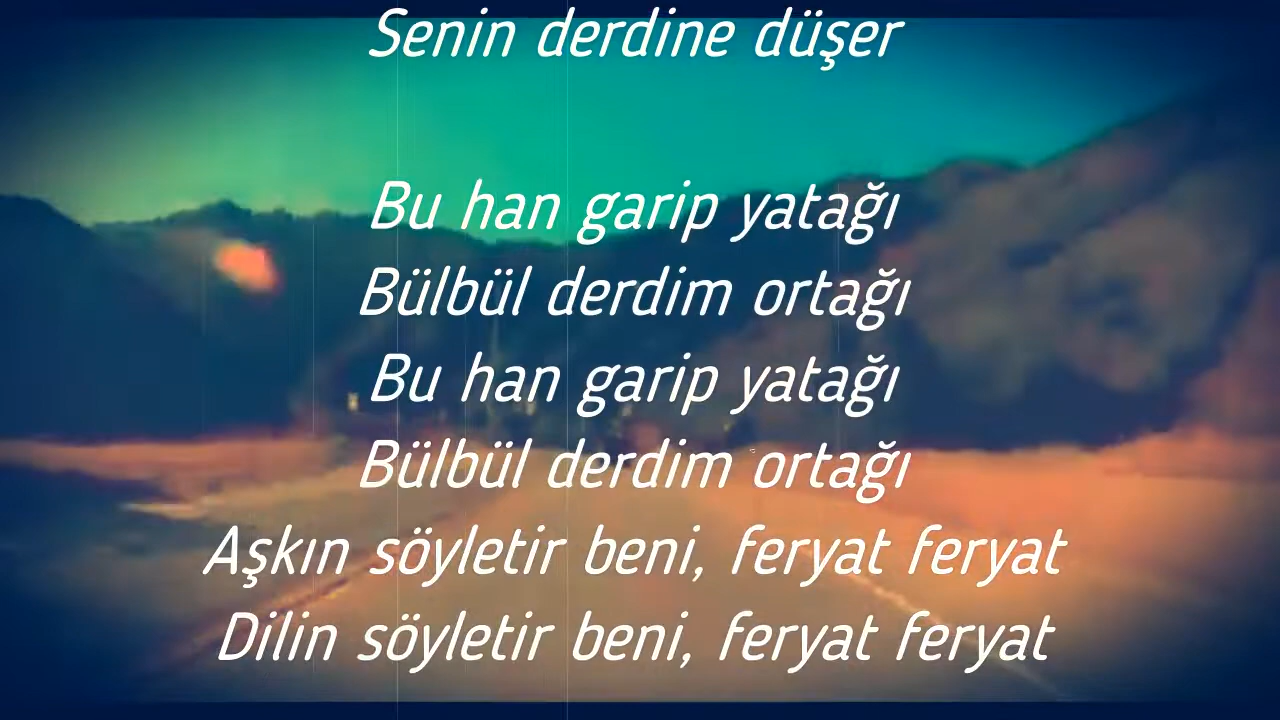 Senin derdine düşer
Bu han garip yatağı
Bülbül derdim ortağı
Bu han garip yatağı
Bülbül derdim ortağı
Aşkın söyletir beni, feryat feryat
Dilin söyletir beni, feryat feryat